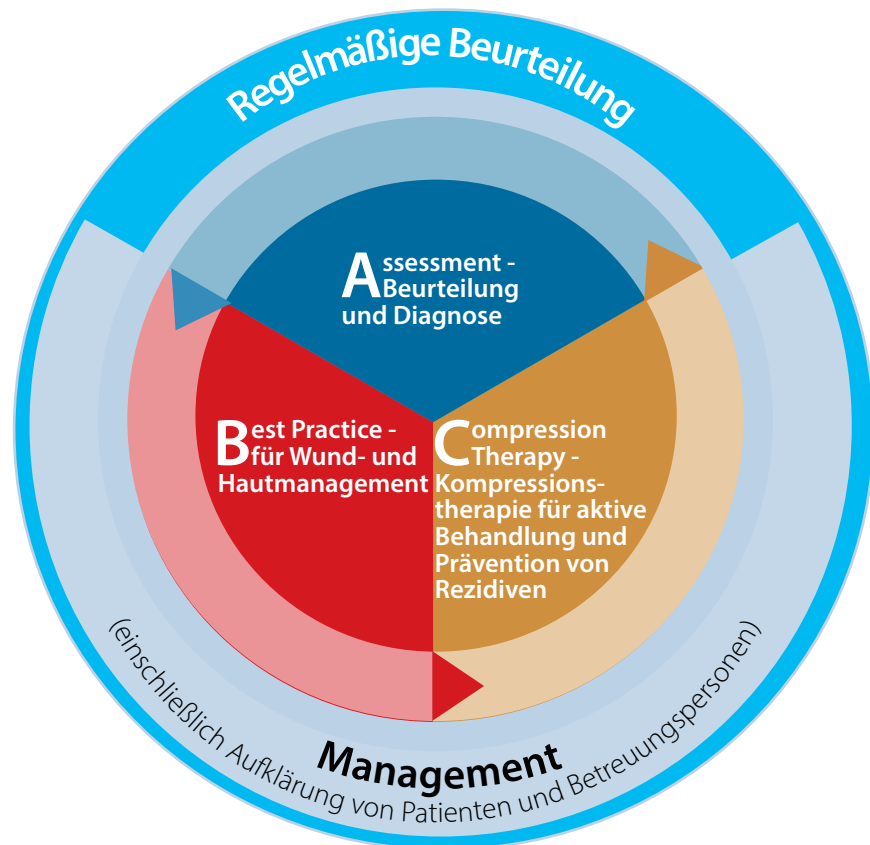 Regelmäßige Beurteilung
Assessment -
Beurteilung
und Diagnose
Best Practice -
für Wund- und
Hautmanagement
Compression
Therapy -
Kompressions-
therapie für aktive
Behandlung und
Prävention von
Rezidiven
Management
(einschließlich Aufklärung von Patienten und Betreuungspersonen)